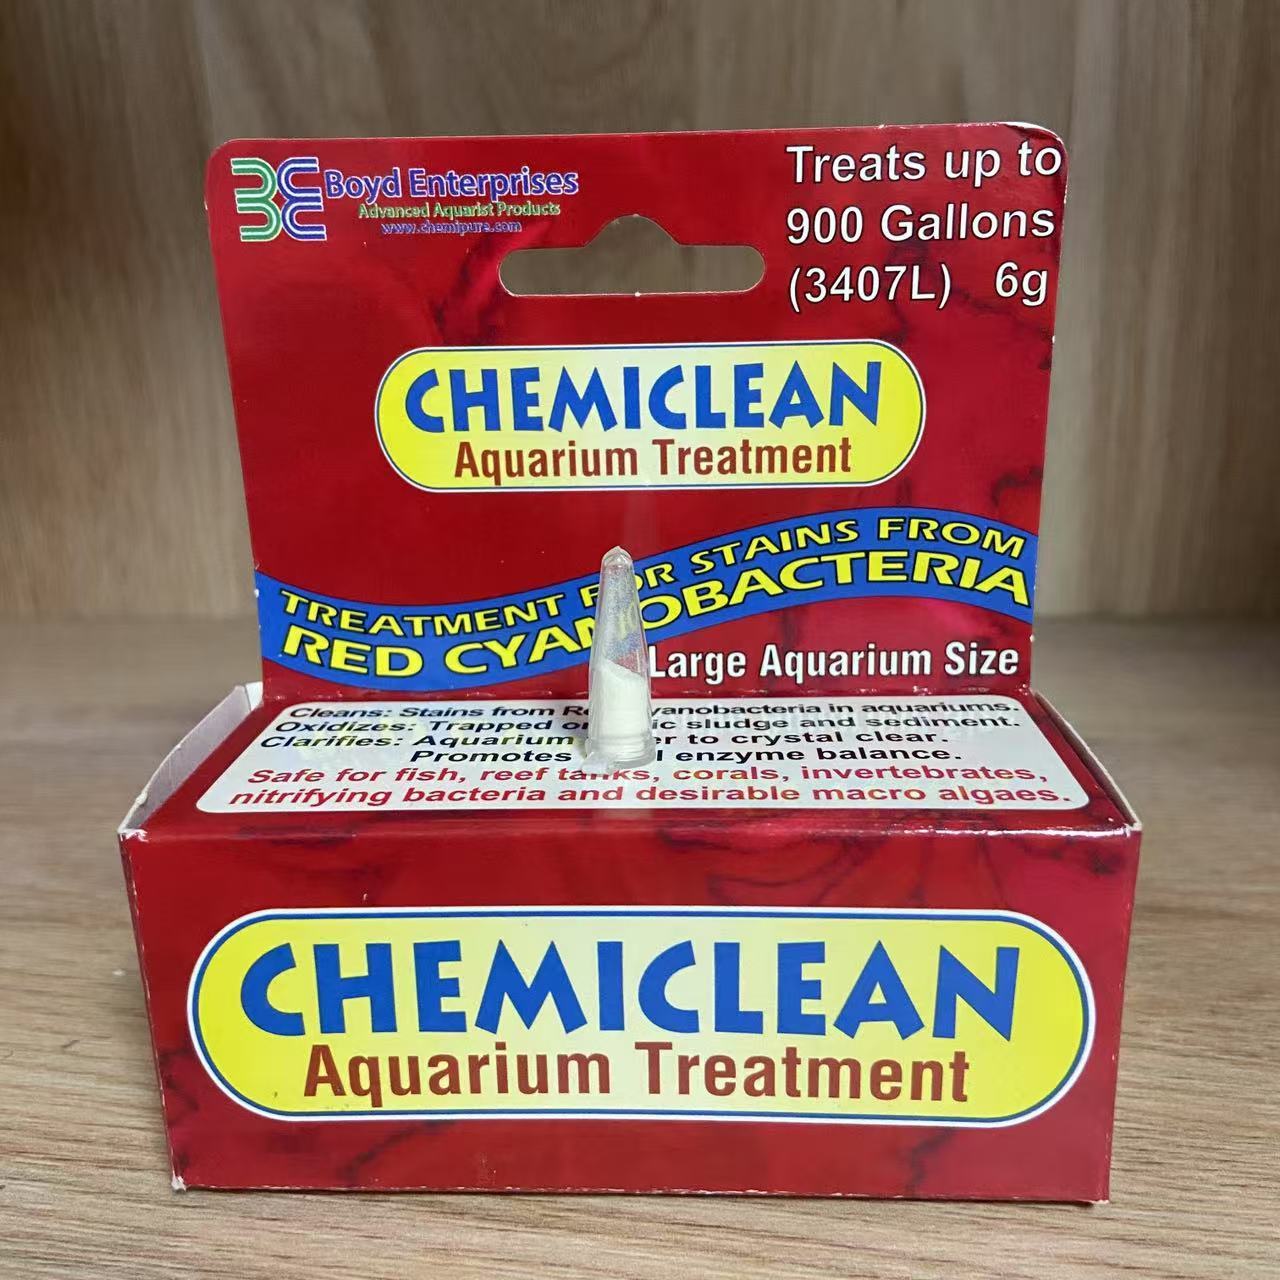 Boyd Enterprises
Advanced Aquarist Products
www.chemipure.com
Treats up to
900 Gallons
(3407L) 6g
CHEMICLEAN
Aquarium Treatment
TREATMENT FOR STAINS FROM
RED CYANOBACTERIA
Large Aquarium Size
Cleans: Stains from Red Cyanobacteria in aquariums.
Oxidizes: Trapped organic sludge and sediment.
Clarifies: Aquarium water to crystal clear.
Promotes enzyme balance.
Safe for fish, reef tanks, corals, invertebrates,
nitrifying bacteria and desirable macro algaes.
CHEMICLEAN
Aquarium Treatment